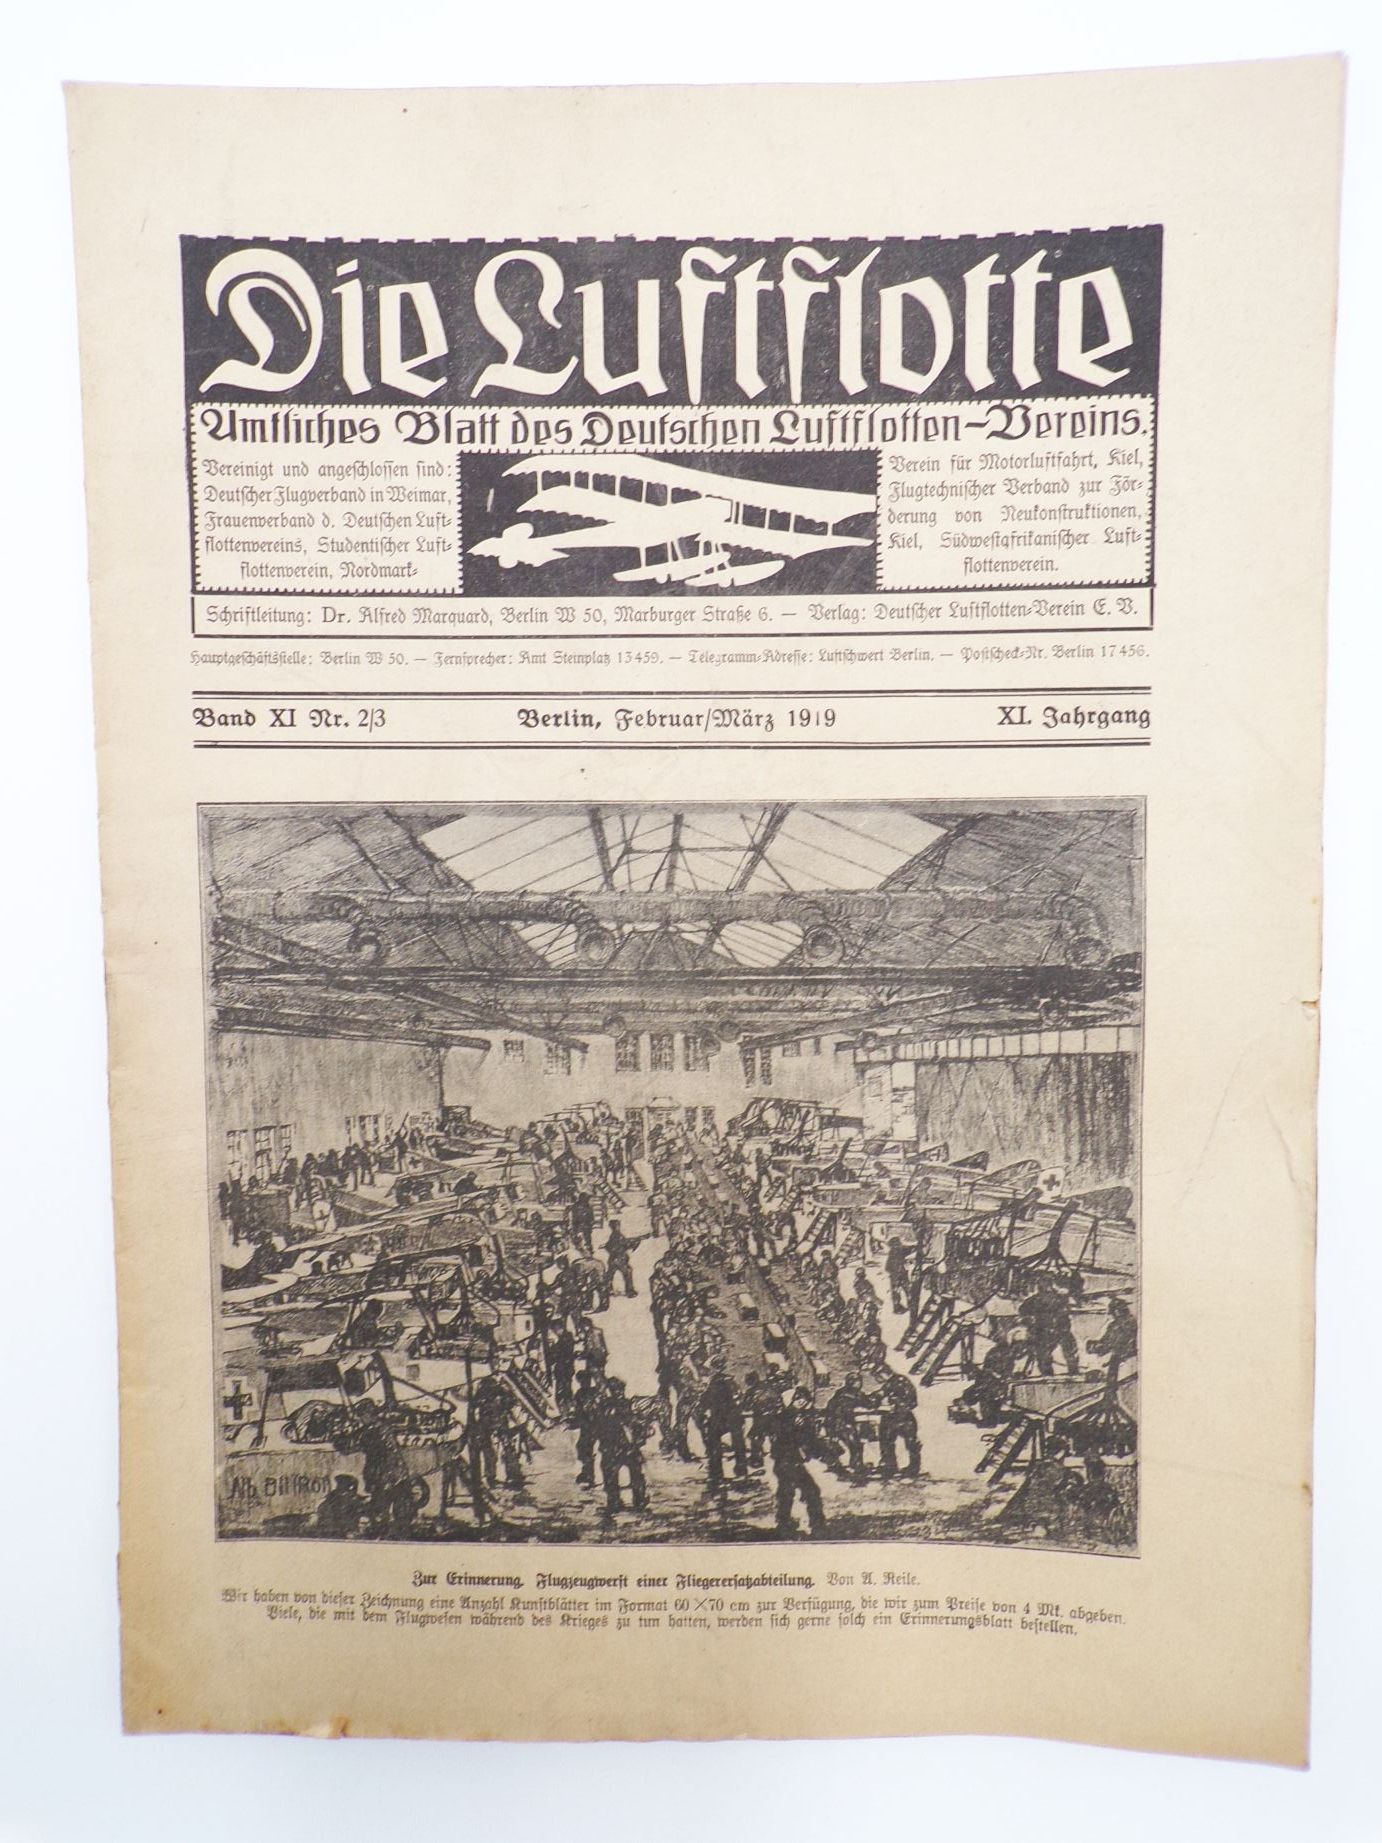 Die Luftflotte
Amtliches Blatt des Deutschen Luftflotten-Vereins.
Vereinigt und angeschlossen sind:
Deutscher Flugverband in Weimar,
Frauenverband d. Deutschen Luft-
flottenvereins, Studentischer Luft-
flottenverein, Nordmark-
Verein für Motorluftfahrt, Kiel,
Flugtechnischer Verband zur För-
derung von Neukonstruktionen,
Kiel, Südwestafrikanischer Luft-
flottenverein.
Schriftleitung: Dr. Alfred Marquard, Berlin W 50, Marburger Straße 6. — Verlag: Deutscher Luftflotten-Verein E. V.
Hauptgeschäftsstelle: Berlin W 50. — Fernsprecher: Amt Steinplatz 13459. — Telegramm-Adresse: Luftschwert Berlin. — Postscheck-Nr. Berlin 17456.
Band XI Nr. 2/3 Berlin, Februar/März 1919 XI. Jahrgang
Zur Erinnerung. Flugzeugwerft einer Fliegerersatzabteilung. Von A. Reile.
Wir haben von dieser Zeichnung eine Anzahl Kunstblätter im Format 60×70 cm zur Verfügung, die wir zum Preise von 4 Mk. abgeben.
Viele, die mit dem Flugwesen während des Krieges zu tun hatten, werden sich gerne solch ein Erinnerungsblatt bestellen.